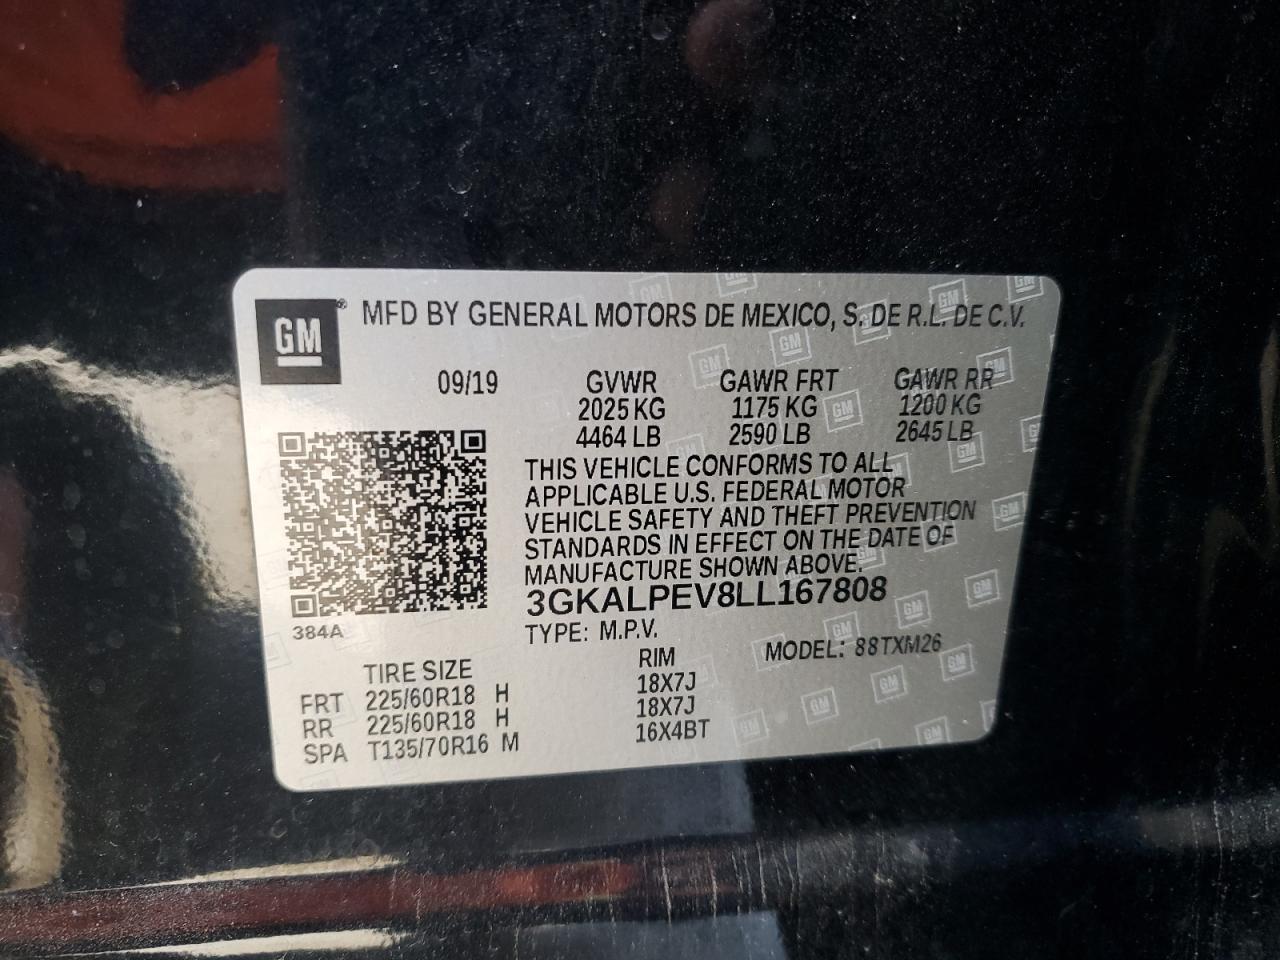 GM ® MFD BY GENERAL MOTORS DE MEXICO, S. DE R.L. DE C.V.
09/19 GVWR GAWR FRT GAWR RR
2025 KG 1175 KG 1200 KG
4464 LB 2590 LB 2645 LB
THIS VEHICLE CONFORMS TO ALL
APPLICABLE U.S. FEDERAL MOTOR
VEHICLE SAFETY AND THEFT PREVENTION
STANDARDS IN EFFECT ON THE DATE OF
MANUFACTURE SHOWN ABOVE.
3GKALPEV8LL167808
384A
TYPE: M.P.V. MODEL: 88TXM26
TIRE SIZE RIM
FRT 225/60R18 H 18X7J
RR 225/60R18 H 18X7J
SPA T135/70R16 M 16X4BT